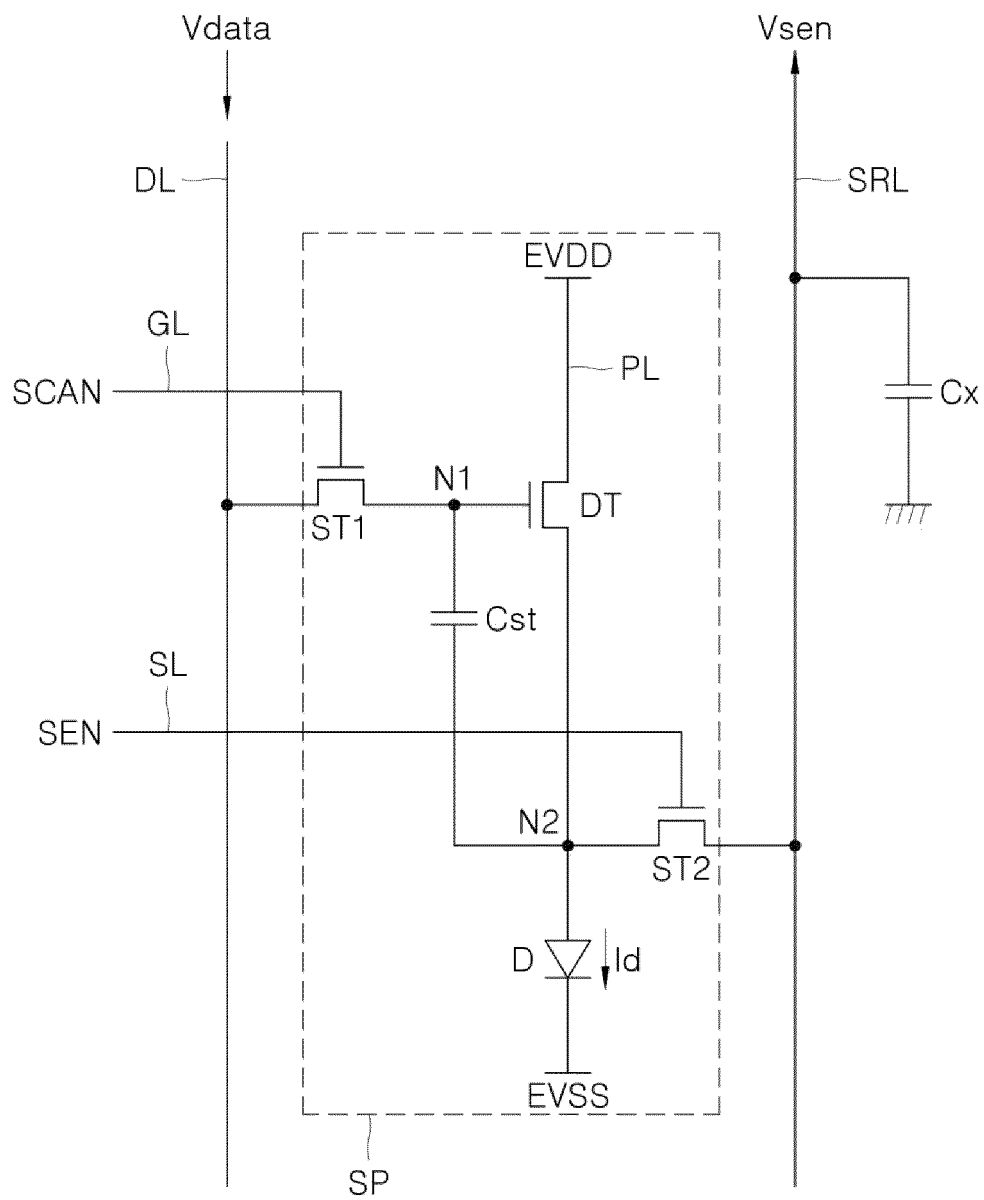 Vdata
Vsen
DL
SRL
EVDD
GL
PL
SCAN
Cx
N1
DT
ST1
Cst
SL
SEN
N2
ST2
D
Id
EVSS
SP